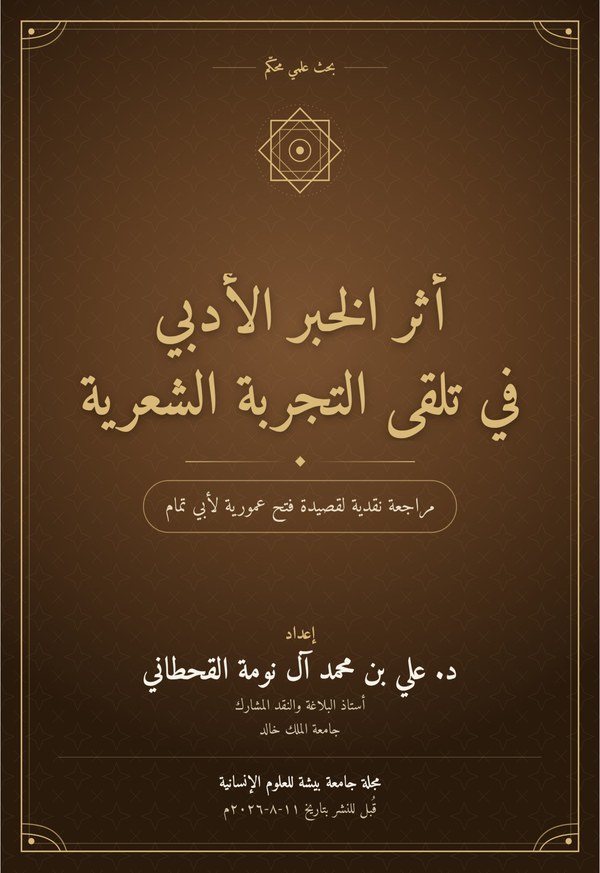 بحث علمي محكّم
أثر الخبر الأدبي
في تلقى التجربة الشعرية
مراجعة نقدية لقصيدة فتح عمورية لأبي تمام
إعداد
د. علي بن محمد آل نومة القحطاني
أستاذ البلاغة والنقد المشارك
جامعة الملك خالد
مجلة جامعة بيشة للعلوم الإنسانية
قُبل للنشر بتاريخ ١١-٨-٢٠٢٦م